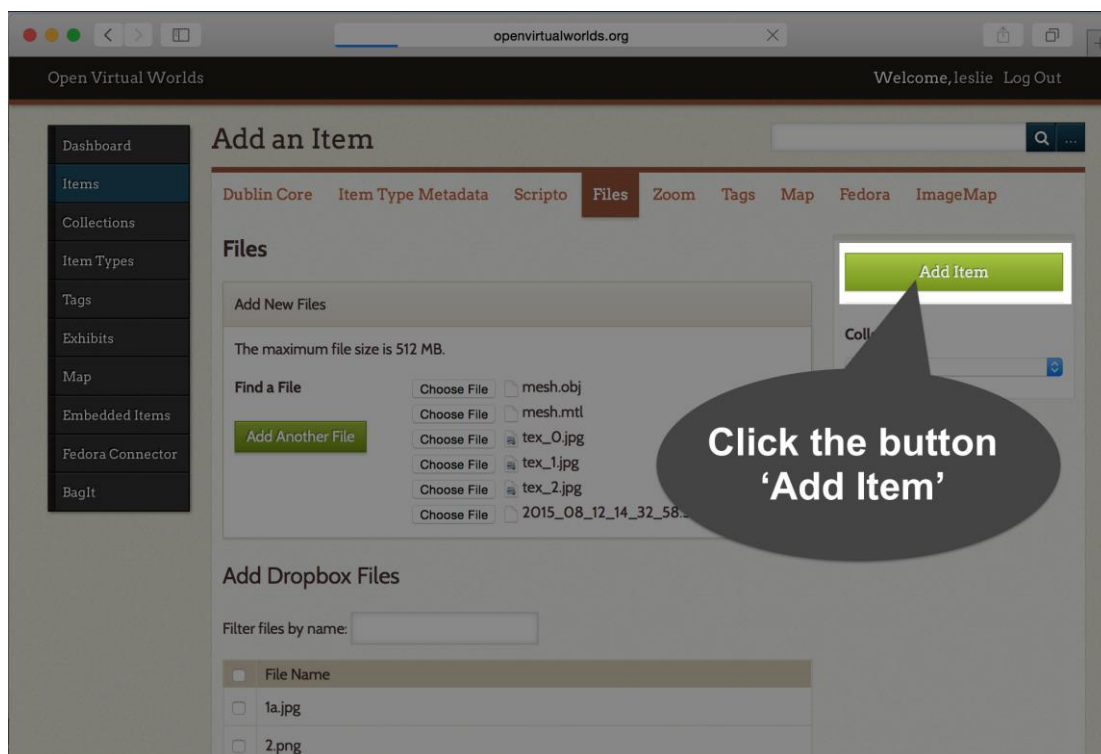 openvirtualworlds.org
Open Virtual Worlds
Welcome, leslie Log Out
Dashboard
Items
Collections
Item Types
Tags
Exhibits
Map
Embedded Items
Fedora Connector
BagIt
Add an Item
...
Dublin Core Item Type Metadata Scripto Files Zoom Tags Map Fedora ImageMap
Files
Add New Files
The maximum file size is 512 MB.
Find a File
Add Another File
Choose File mesh.obj
Choose File mesh.mtl
Choose File tex_0.jpg
Choose File tex_1.jpg
Choose File tex_2.jpg
Choose File 2015_08_12_14_32_58.
Add Item
Click the button
‘Add Item’
Add Dropbox Files
Filter files by name:
File Name
1a.jpg
2.png